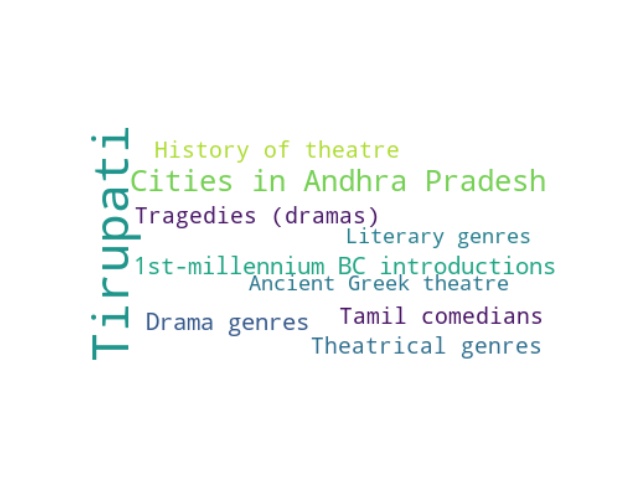 Tirupati
History of theatre
Cities in Andhra Pradesh
Tragedies (dramas)
Literary genres
1st-millennium BC introductions
Ancient Greek theatre
Drama genres
Tamil comedians
Theatrical genres